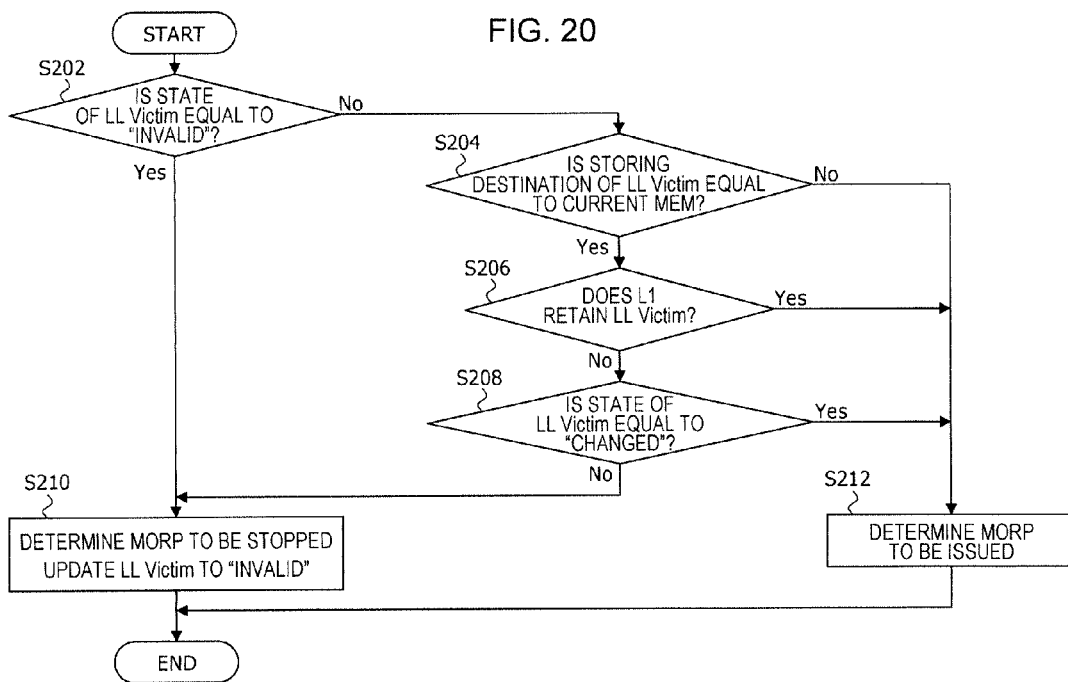 FIG. 20
START
S202
IS STATE
OF LL Victim EQUAL TO
“INVALID”?
No
Yes
S204
IS STORING
DESTINATION OF LL Victim EQUAL
TO CURRENT MEM?
No
Yes
S206
DOES L1
RETAIN LL Victim?
Yes
No
S208
IS STATE OF
LL Victim EQUAL TO
“CHANGED”?
Yes
No
S210
DETERMINE MORP TO BE STOPPED
UPDATE LL Victim TO “INVALID”
S212
DETERMINE MORP
TO BE ISSUED
END